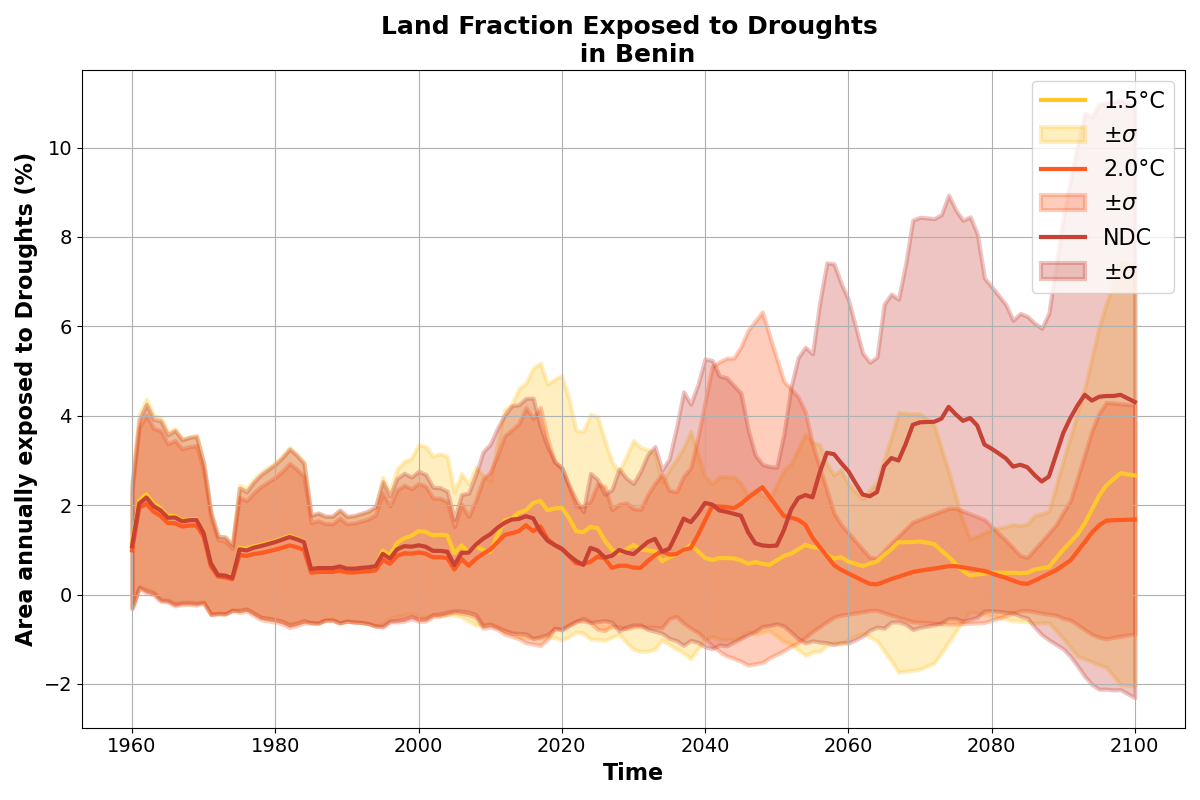 Land Fraction Exposed to Droughts
in Benin
Area annually exposed to Droughts (%)
10
8
6
4
2
0
−2
1.5°C
±σ
2.0°C
±σ
NDC
±σ
1960 1980 2000 2020 2040 2060 2080 2100
Time